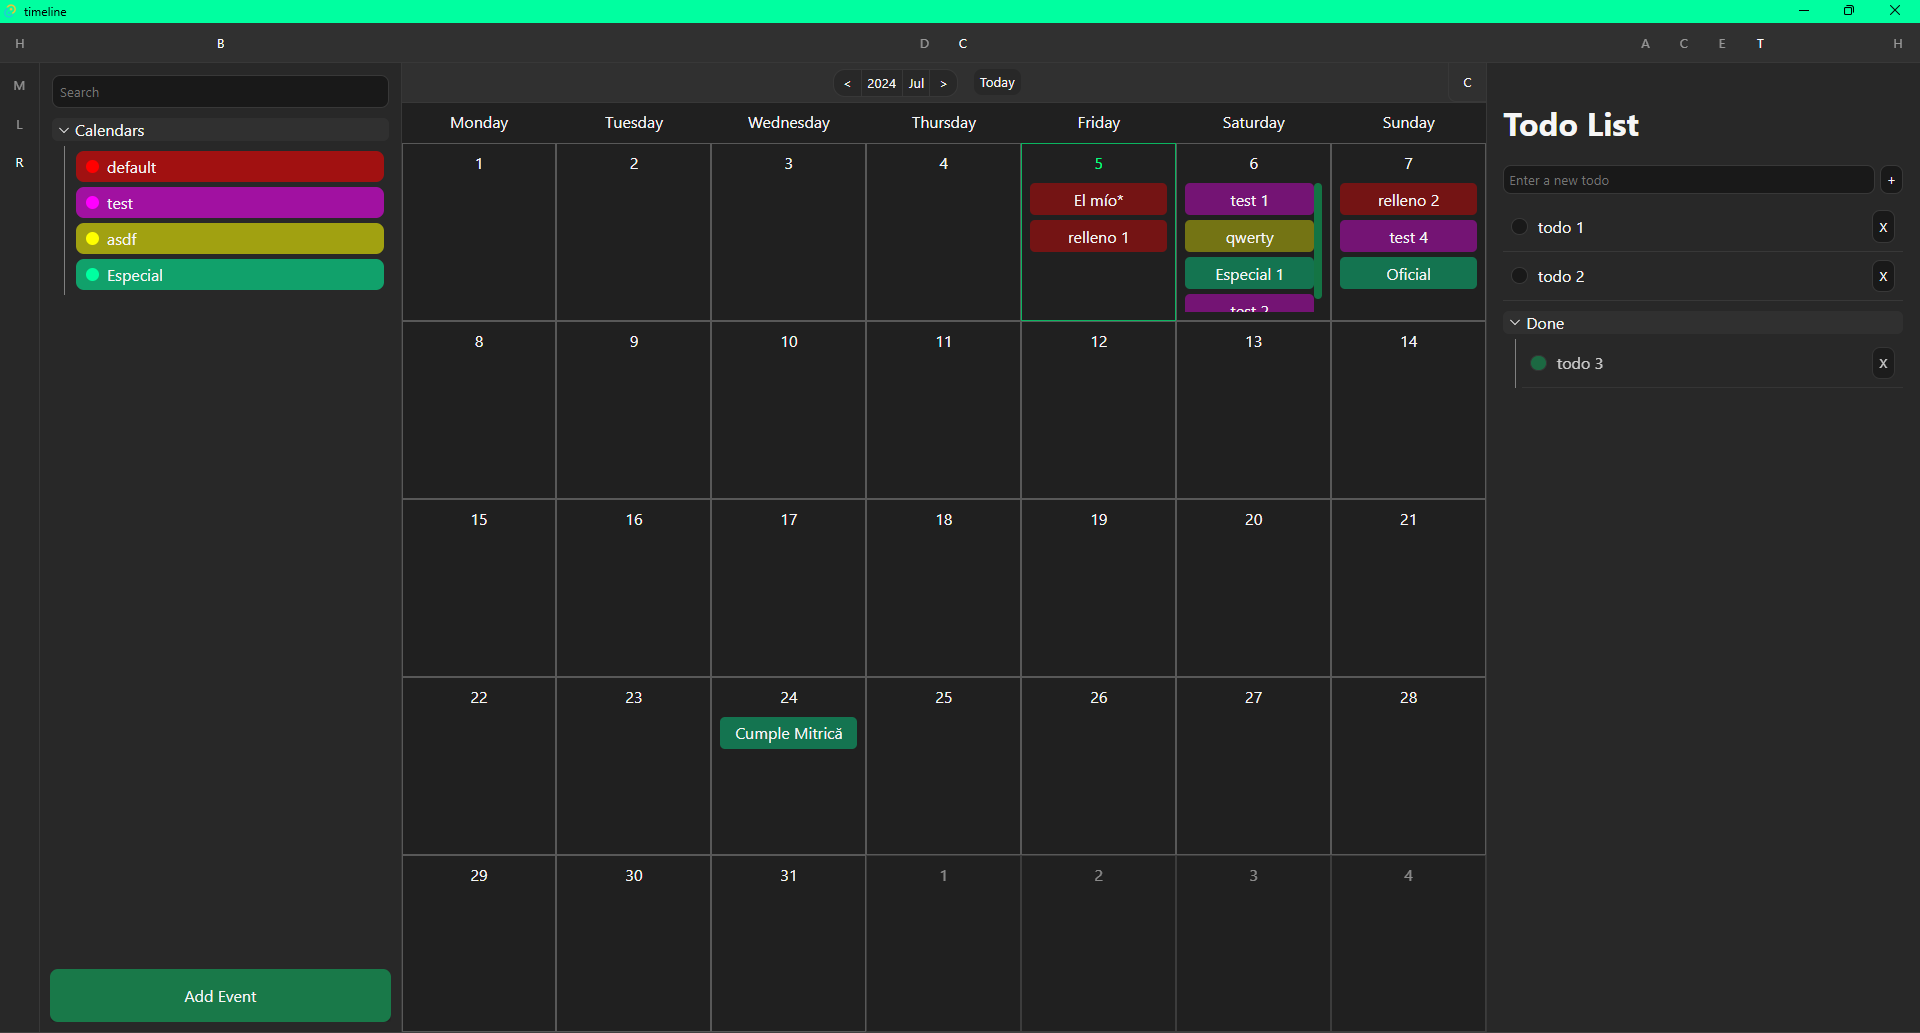 timeline
H B D C A C E T H
M
L
R
Search
Calendars
default
test
asdf
Especial
Add Event
< 2024 Jul > Today C
Monday Tuesday Wednesday Thursday Friday Saturday Sunday
1 2 3 4 5 6 7
El mío* test 1 relleno 2
relleno 1 qwerty test 4
Especial 1 Oficial
test 2
8 9 10 11 12 13 14
15 16 17 18 19 20 21
22 23 24 25 26 27 28
Cumple Mitrică
29 30 31 1 2 3 4
Todo List
Enter a new todo +
todo 1 X
todo 2 X
Done
todo 3 X